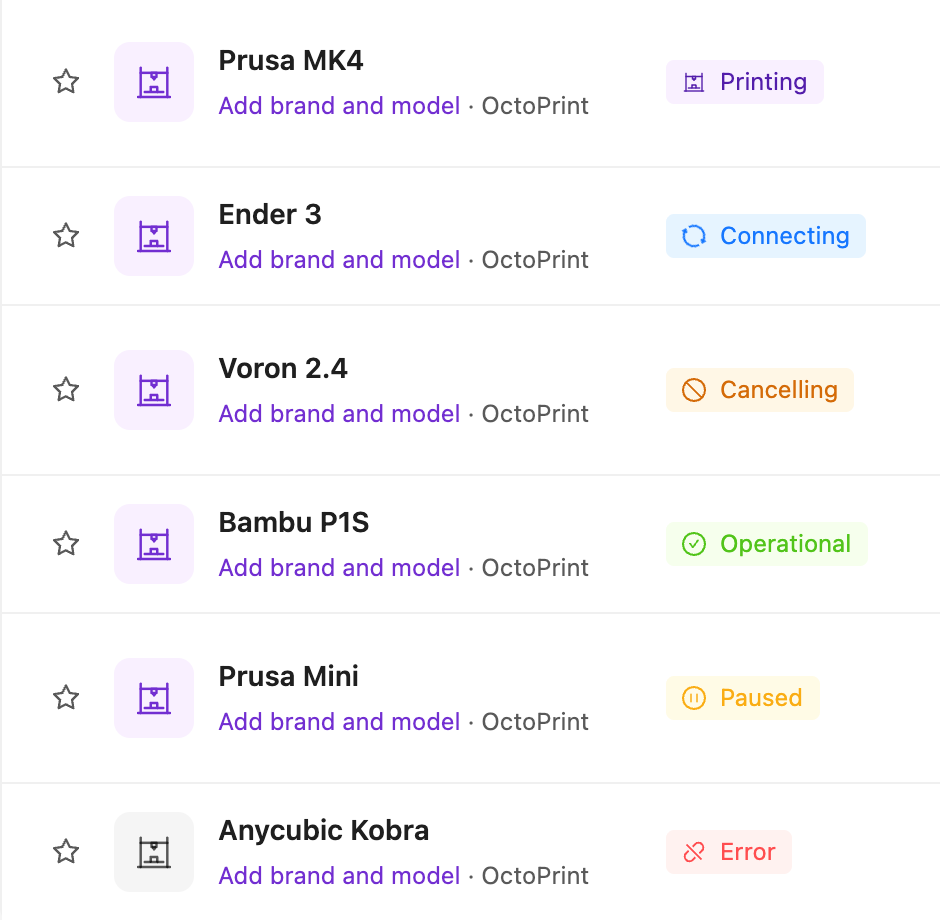 Prusa MK4
Add brand and model · OctoPrint
Printing
Ender 3
Add brand and model · OctoPrint
Connecting
Voron 2.4
Add brand and model · OctoPrint
Cancelling
Bambu P1S
Add brand and model · OctoPrint
Operational
Prusa Mini
Add brand and model · OctoPrint
Paused
Anycubic Kobra
Add brand and model · OctoPrint
Error